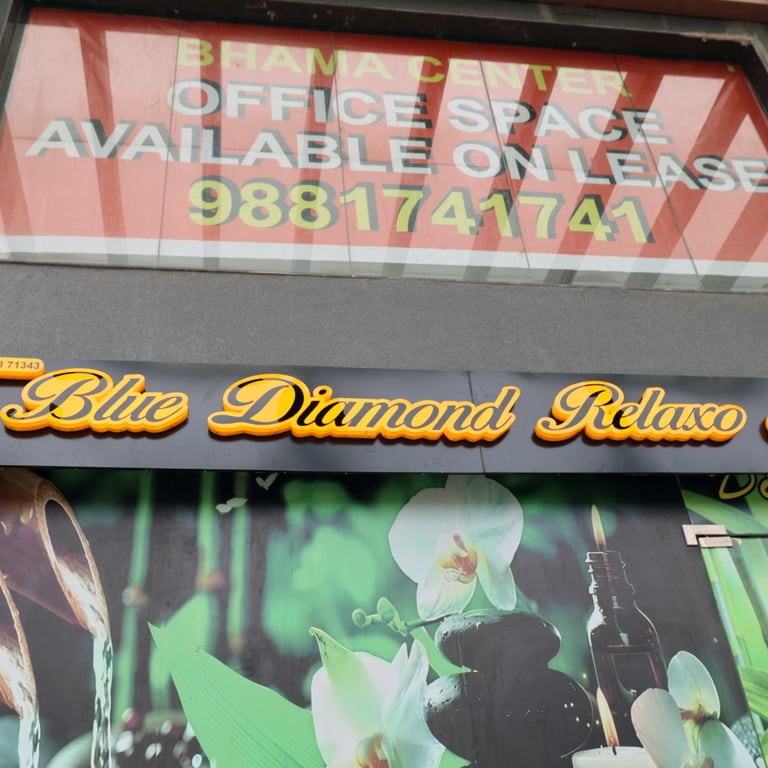 BHAMA CENTER
OFFICE SPACE
AVAILABLE ON LEASE
9881741741
71343
Blue Diamond Relaxo